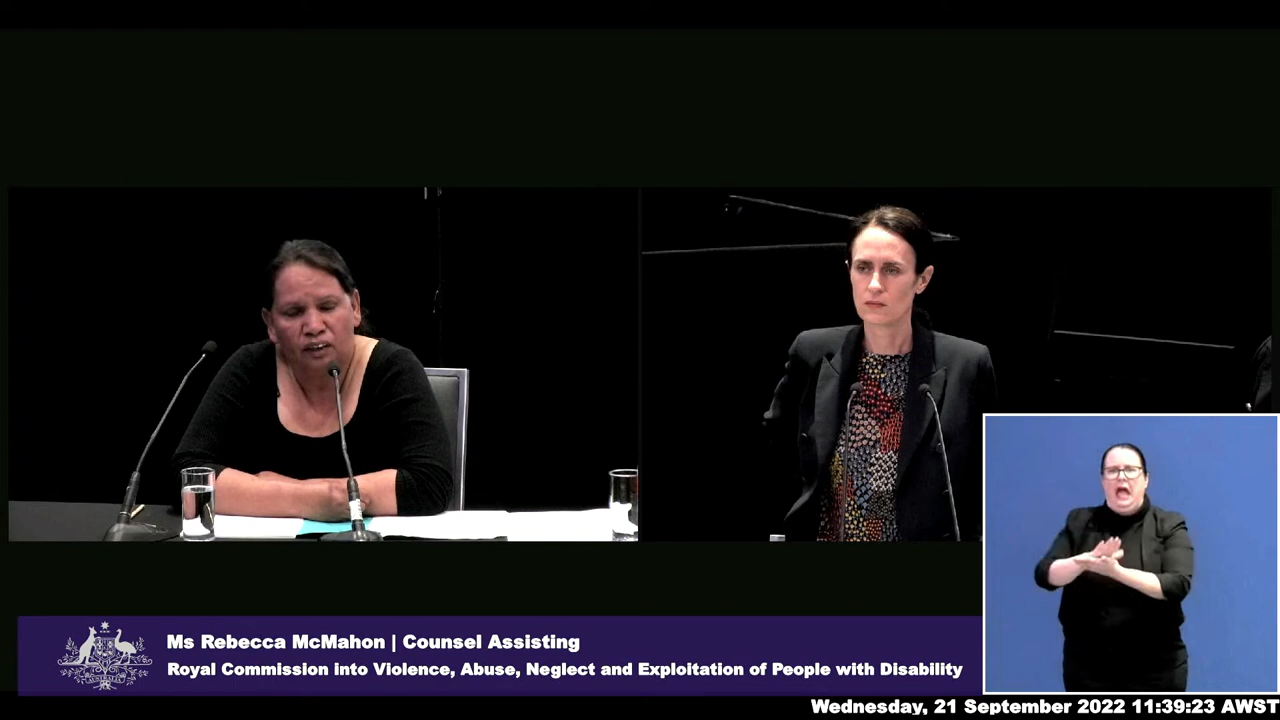 Ms Rebecca McMahon | Counsel Assisting
Royal Commission into Violence, Abuse, Neglect and Exploitation of People with Disability
Wednesday, 21 September 2022 11:39:23 AWST